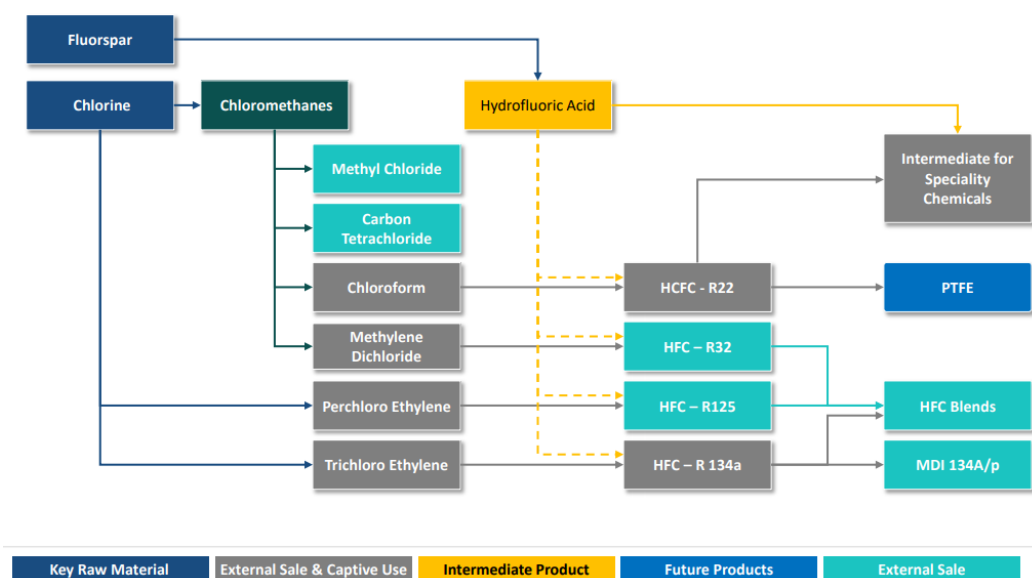 Fluorspar
Chlorine
Chloromethanes
Hydrofluoric Acid
Methyl Chloride
Intermediate for
Speciality
Chemicals
Carbon
Tetrachloride
Chloroform
HCFC - R22
PTFE
Methylene
Dichloride
HFC – R32
Perchloro Ethylene
HFC – R125
HFC Blends
Trichloro Ethylene
HFC – R 134a
MDI 134A/p
Key Raw Material
External Sale & Captive Use
Intermediate Product
Future Products
External Sale